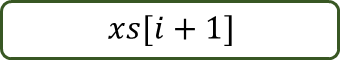 xs[i + 1]